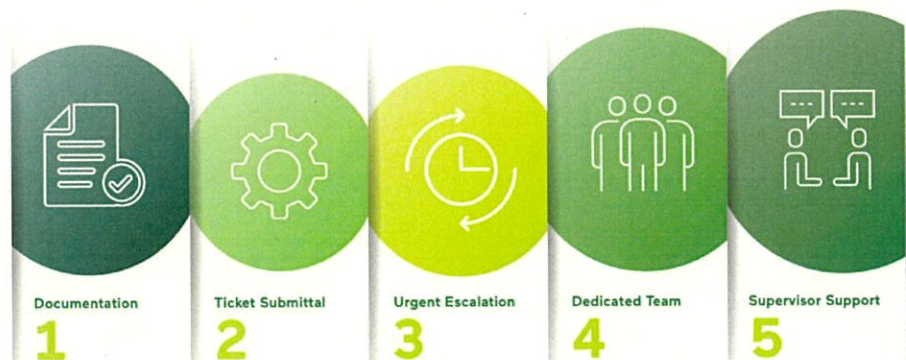 Documentation
1
Ticket Submittal
2
Urgent Escalation
3
Dedicated Team
4
Supervisor Support
5